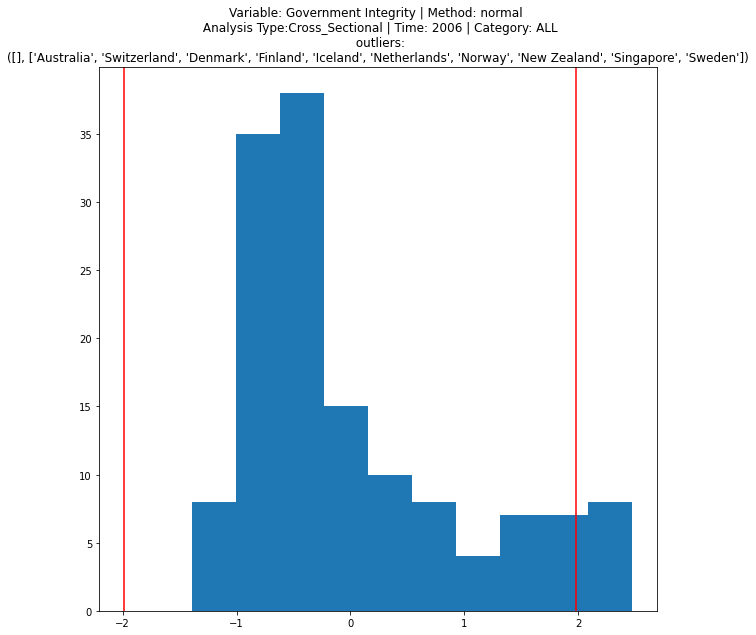 Variable: Government Integrity | Method: normal
Analysis Type:Cross_Sectional | Time: 2006 | Category: ALL
outliers:
([], ['Australia', 'Switzerland', 'Denmark', 'Finland', 'Iceland', 'Netherlands', 'Norway', 'New Zealand', 'Singapore', 'Sweden'])
35
30
25
20
15
10
5
0
−2 −1 0 1 2